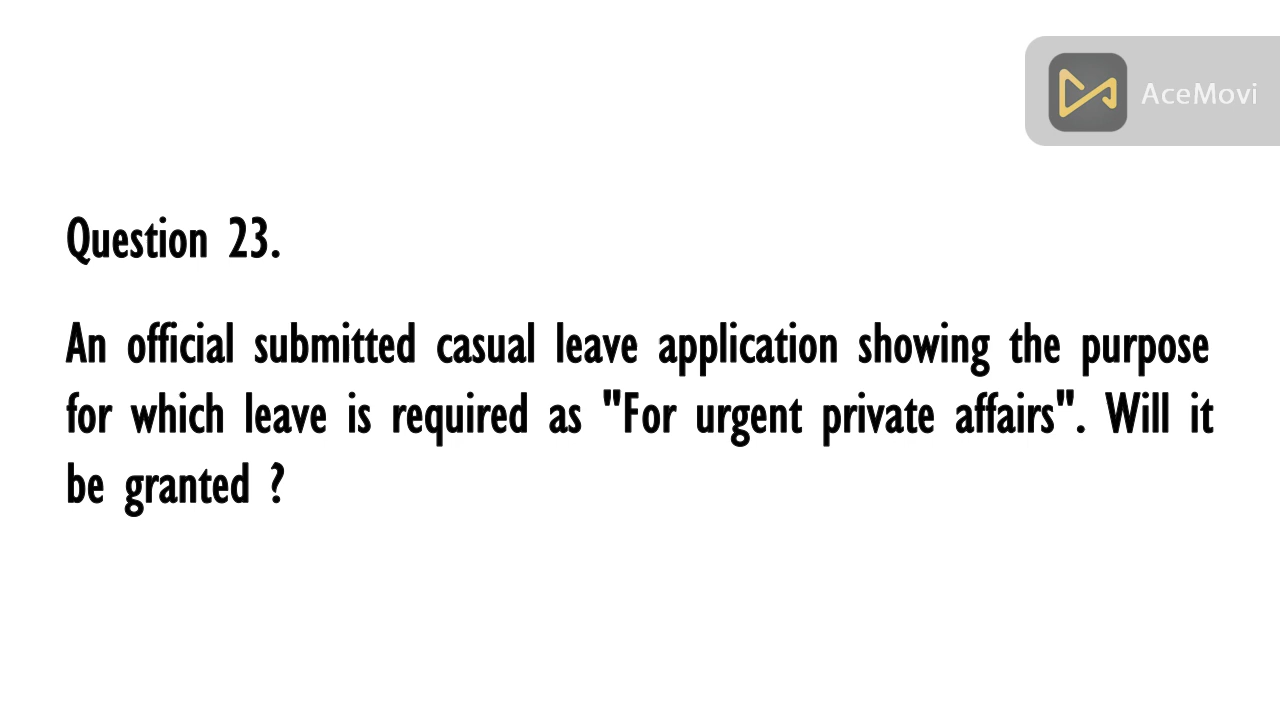 AceMovi
Question 23.
An official submitted casual leave application showing the purpose
for which leave is required as "For urgent private affairs". Will it
be granted ?